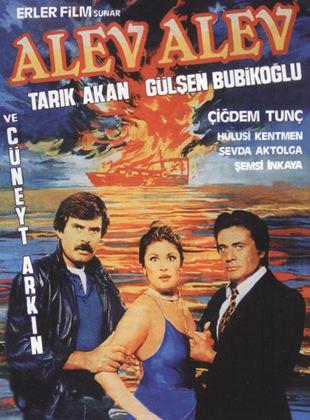 ERLER FİLM SUNAR
ALEV ALEV
TARIK AKAN GÜLŞEN BUBİKOĞLU
ÇİĞDEM TUNÇ
HULUSİ KENTMEN
SEVDA AKTOLGA
ŞEMSİ İNKAYA
VE CÜNEYT ARKIN